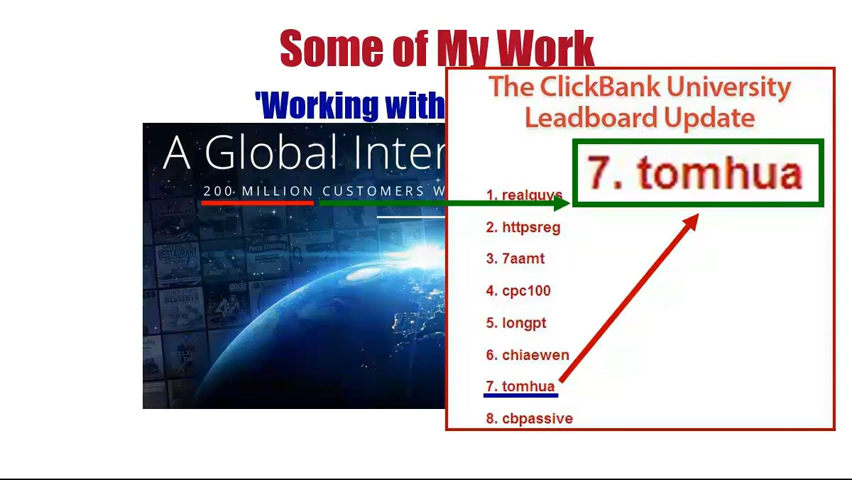 Some of My Work
'Working with
The ClickBank University
Leadboard Update
A Global Inter
200 MILLION CUSTOMERS W
7. tomhua
1. realguys
2. httpsreg
3. 7aamt
4. cpc100
5. longpt
6. chiaewen
7. tomhua
8. cbpassive